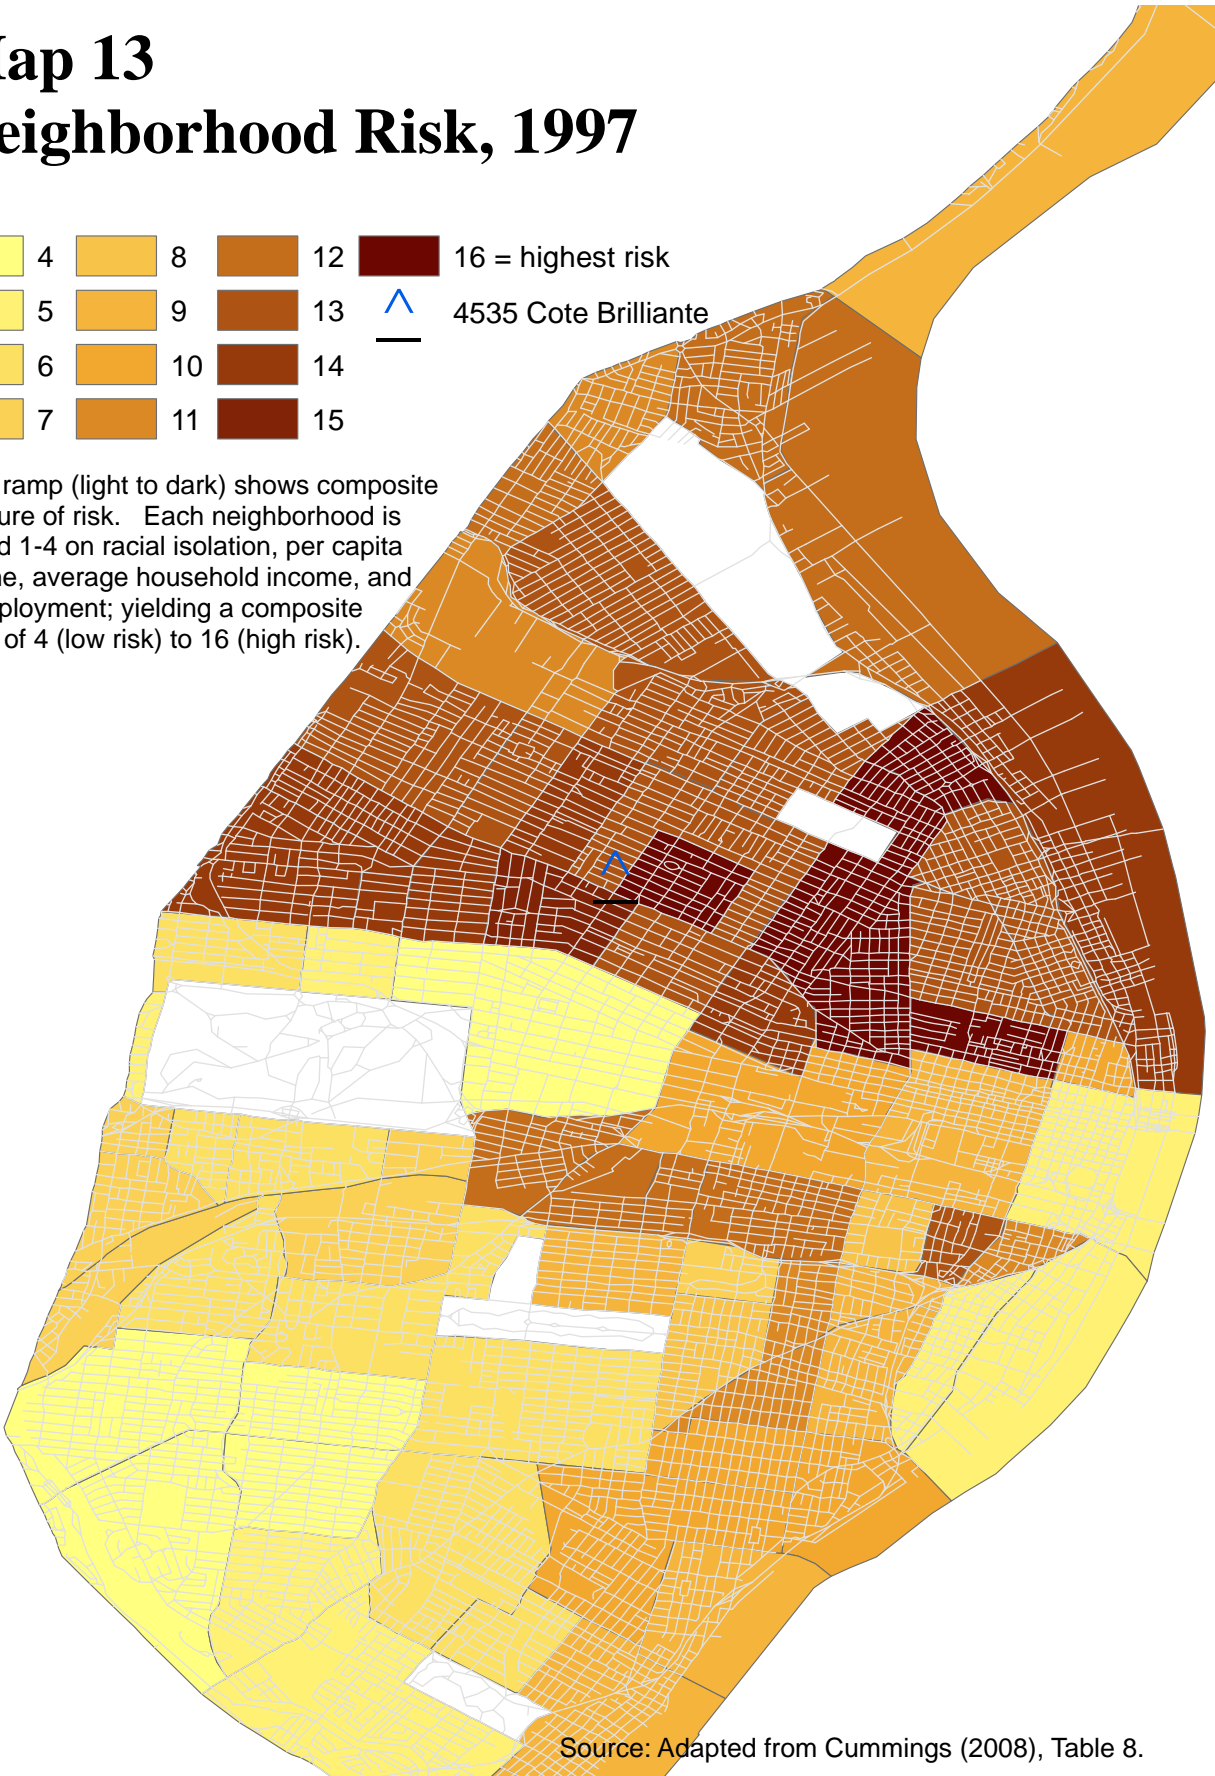 Map 13
eighborhood Risk, 1997
4 8 12 16 = highest risk
5 9 13 4535 Cote Brilliante
6 10 14
7 11 15
ramp (light to dark) shows composite
ure of risk. Each neighborhood is
d 1-4 on racial isolation, per capita
ne, average household income, and
ployment; yielding a composite
of 4 (low risk) to 16 (high risk).
Source: Adapted from Cummings (2008), Table 8.